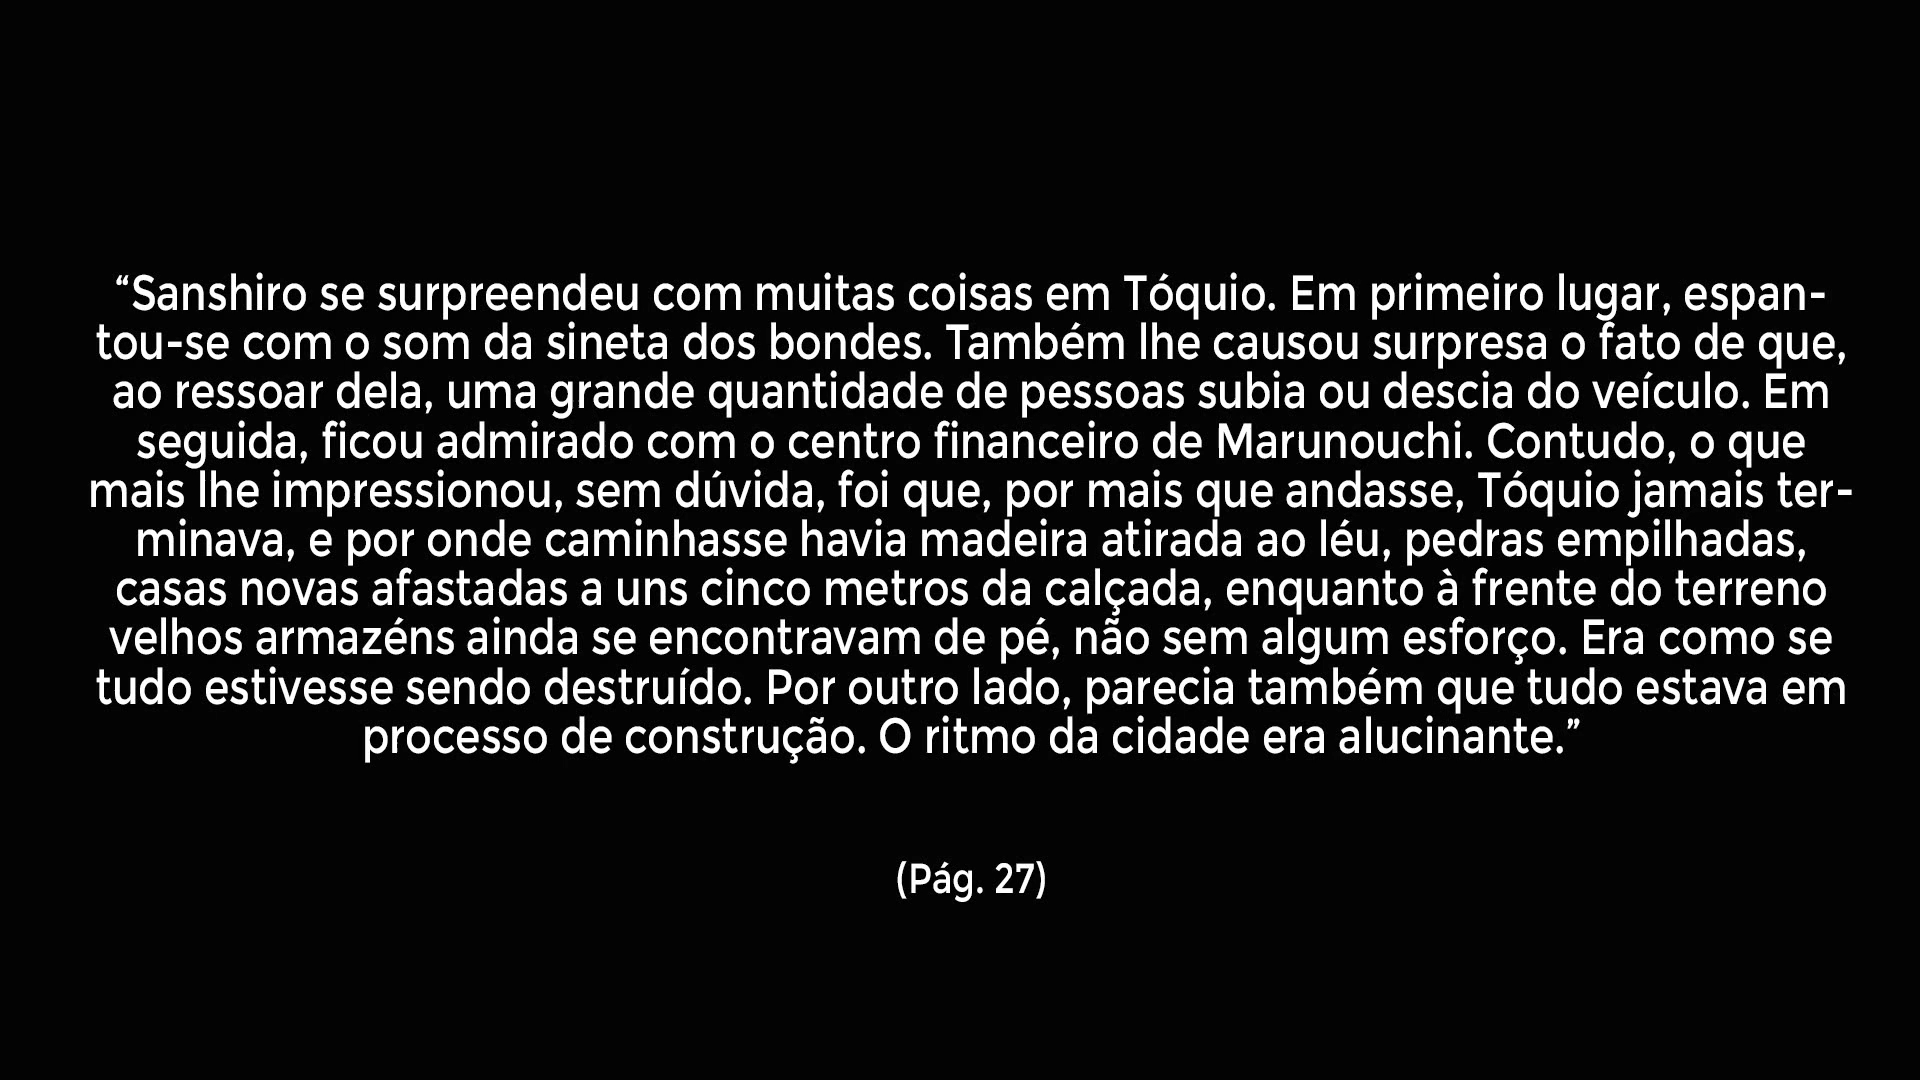 “Sanshiro se surpreendeu com muitas coisas em Tóquio. Em primeiro lugar, espan-
tou-se com o som da sineta dos bondes. Também lhe causou surpresa o fato de que,
ao ressoar dela, uma grande quantidade de pessoas subia ou descia do veículo. Em
seguida, ficou admirado com o centro financeiro de Marunouchi. Contudo, o que
mais lhe impressionou, sem dúvida, foi que, por mais que andasse, Tóquio jamais ter-
minava, e por onde caminhasse havia madeira atirada ao léu, pedras empilhadas,
casas novas afastadas a uns cinco metros da calçada, enquanto à frente do terreno
velhos armazéns ainda se encontravam de pé, não sem algum esforço. Era como se
tudo estivesse sendo destruído. Por outro lado, parecia também que tudo estava em
processo de construção. O ritmo da cidade era alucinante.”
(Pág. 27)